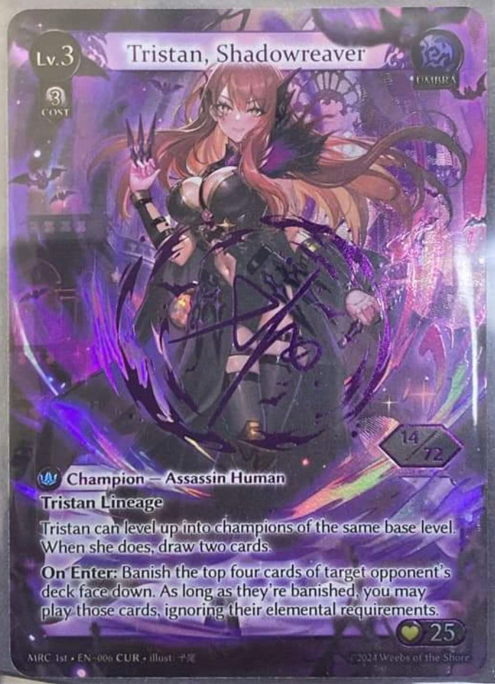 Lv.3
Tristan, Shadowreaver
UMBRA
3
COST
14/72
Champion — Assassin Human
Tristan Lineage
Tristan can level up into champions of the same base level.
When she does, draw two cards.
On Enter: Banish the top four cards of target opponent's
deck face down. As long as they're banished, you may
play those cards, ignoring their elemental requirements.
25
MRC 1st • EN-006 CUR • illust
©2024 Weebs of the Shore